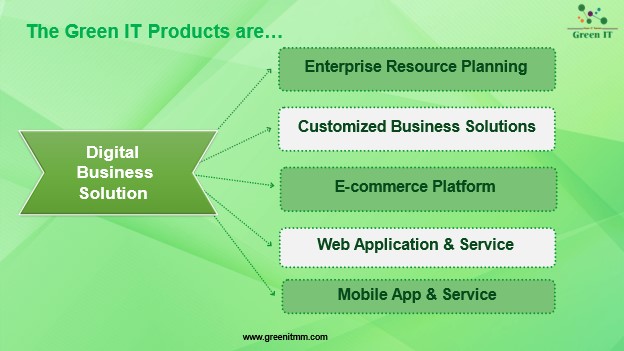 The Green IT Products are…
Green IT
Enterprise Resource Planning
Customized Business Solutions
Digital
Business
Solution
E-commerce Platform
Web Application & Service
Mobile App & Service
www.greenitmm.com